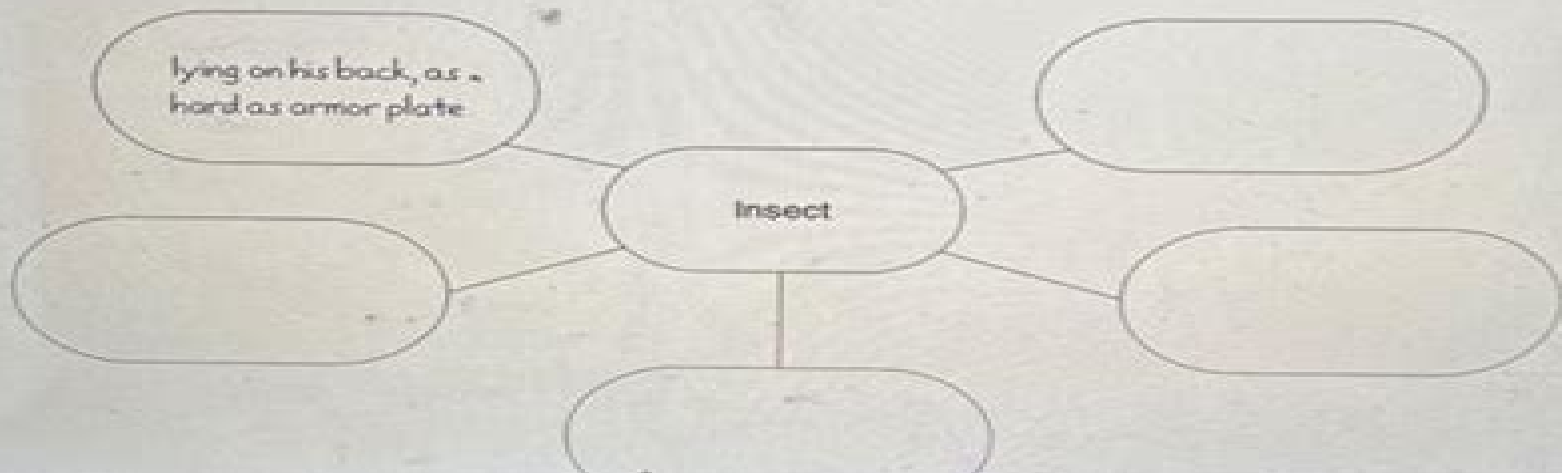 lying on his back, as
hard as armor plate
Insect